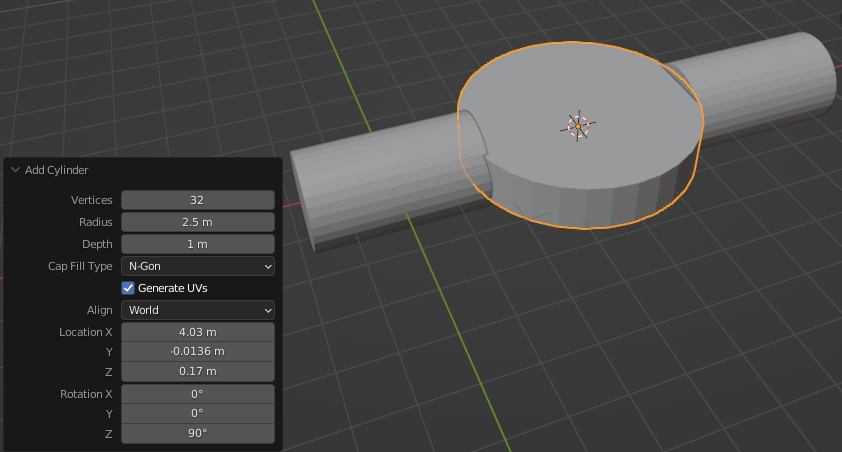 Add Cylinder
Vertices 32
Radius 2.5 m
Depth 1 m
Cap Fill Type N-Gon
Generate UVs
Align World
Location X 4.03 m
Y -0.0136 m
Z 0.17 m
Rotation X 0°
Y 0°
Z 90°